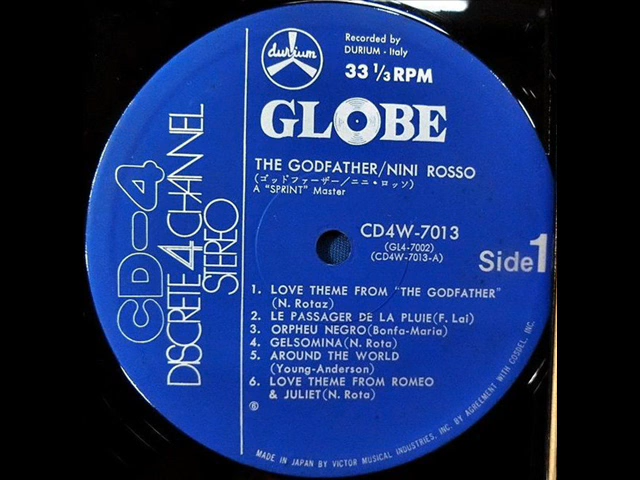 durium
Recorded by
DURIUM - Italy
33 1/3 RPM
GLOBE
CD-4
DISCRETE 4 CHANNEL
STEREO
THE GODFATHER/NINI ROSSO
(ゴッドファーザー/ニニ・ロッソ)
A "SPRINT" Master
CD4W-7013
(GL4-7002)
(CD4W-7013-A)
Side 1
1. LOVE THEME FROM "THE GODFATHER"
(N. Rotaz)
2. LE PASSAGER DE LA PLUIE(F. Lai)
3. ORPHEU NEGRO(Bonfa-Maria)
4. GELSOMINA(N. Rota)
5. AROUND THE WORLD
(Young-Anderson)
6. LOVE THEME FROM ROMEO
& JULIET(N. Rota)
MADE IN JAPAN BY VICTOR MUSICAL INDUSTRIES, INC. BY AGREEMENT WITH COSDEL, INC.